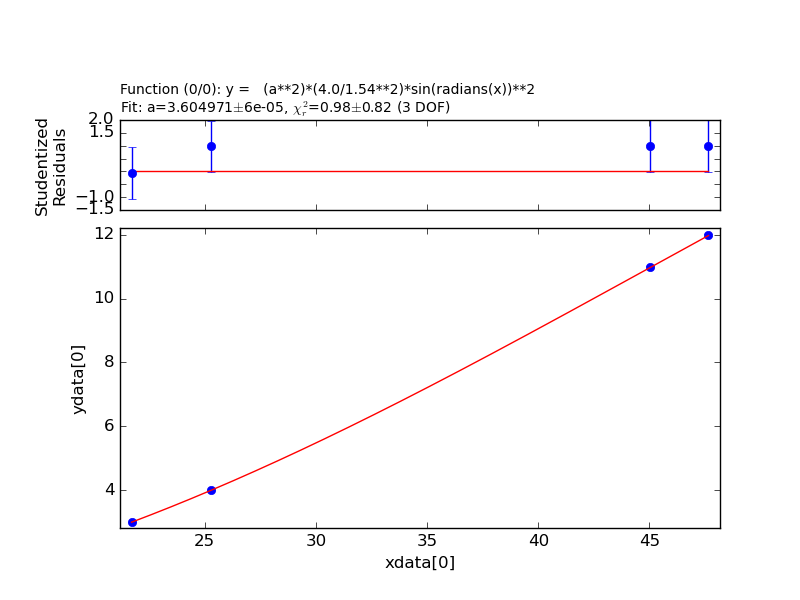 Function (0/0): y =   (a**2)*(4.0/1.54**2)*sin(radians(x))**2
Fit: a=3.604971±6e-05, χ²ᵣ=0.98±0.82 (3 DOF)
Studentized
Residuals
2.0
1.5
−1.0
−1.5
ydata[0]
12
10
8
6
4
25 30 35 40 45
xdata[0]